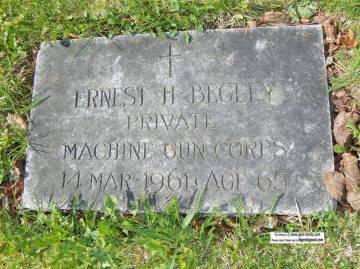 ERNEST H BEGLEY
PRIVATE
MACHINE GUN CORPS
14 MAR 1961 AGE 65